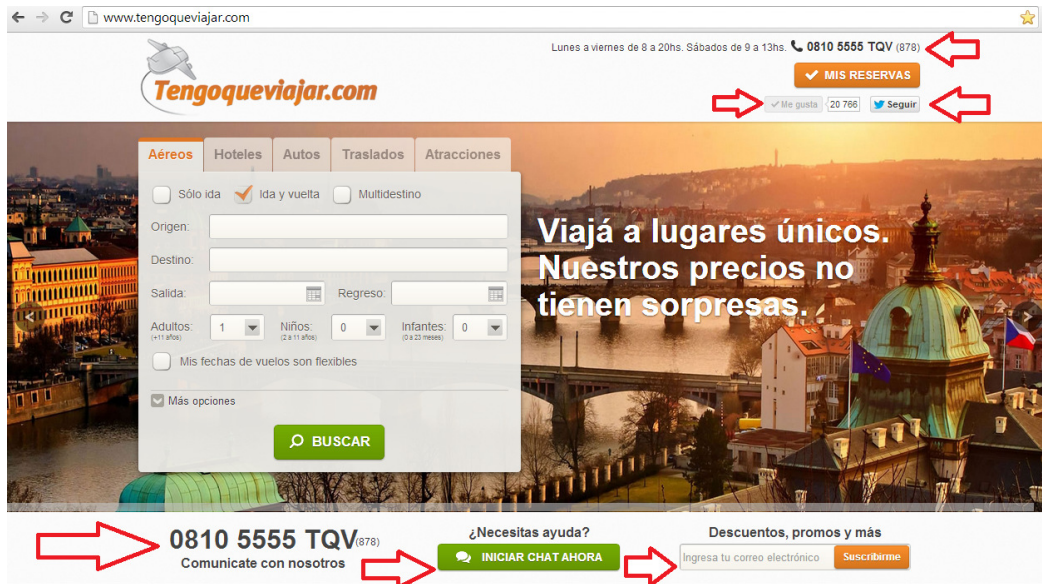 www.tengoqueviajar.com
Lunes a viernes de 8 a 20hs. Sábados de 9 a 13hs. 0810 5555 TQV (878)
MIS RESERVAS
Tengoqueviajar.com
Me gusta 20 766 Seguir
Aéreos Hoteles Autos Traslados Atracciones
Sólo ida Ida y vuelta Multidestino
Origen:
Destino:
Salida: Regreso:
Adultos: 1 Niños: 0 Infantes: 0
(+11 años) (2 a 11 años) (0 a 23 meses)
Mis fechas de vuelos son flexibles
Más opciones
BUSCAR
Viajá a lugares únicos.
Nuestros precios no
tienen sorpresas.
0810 5555 TQV(878)
Comunicate con nosotros
¿Necesitas ayuda?
INICIAR CHAT AHORA
Descuentos, promos y más
Ingresa tu correo electrónico Suscribirme